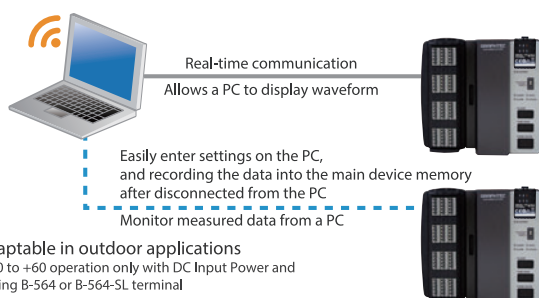 Real-time communication
Allows a PC to display waveform
Easily enter settings on the PC,
and recording the data into the main device memory
after disconnected from the PC
Monitor measured data from a PC
aptable in outdoor applications
0 to +60 operation only with DC Input Power and
ing B-564 or B-564-SL terminal